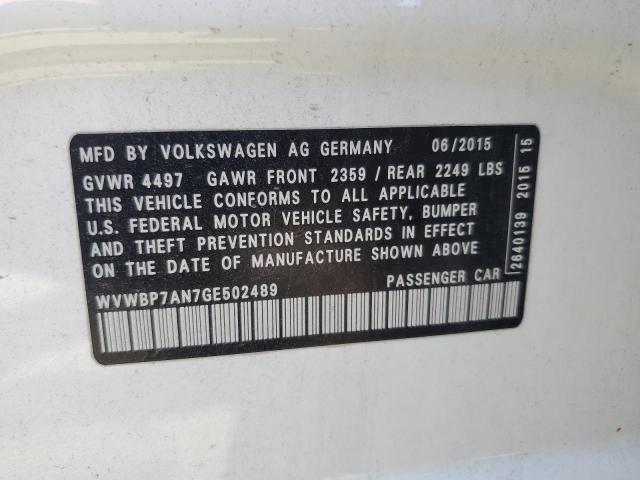 MFD BY VOLKSWAGEN AG GERMANY 06/2015
GVWR 4497 GAWR FRONT 2359 / REAR 2249 LBS
THIS VEHICLE CONFORMS TO ALL APPLICABLE
U.S. FEDERAL MOTOR VEHICLE SAFETY, BUMPER
AND THEFT PREVENTION STANDARDS IN EFFECT
ON THE DATE OF MANUFACTURE SHOWN ABOVE
WVWBP7AN7GE502489 PASSENGER CAR
2640139 2015 15